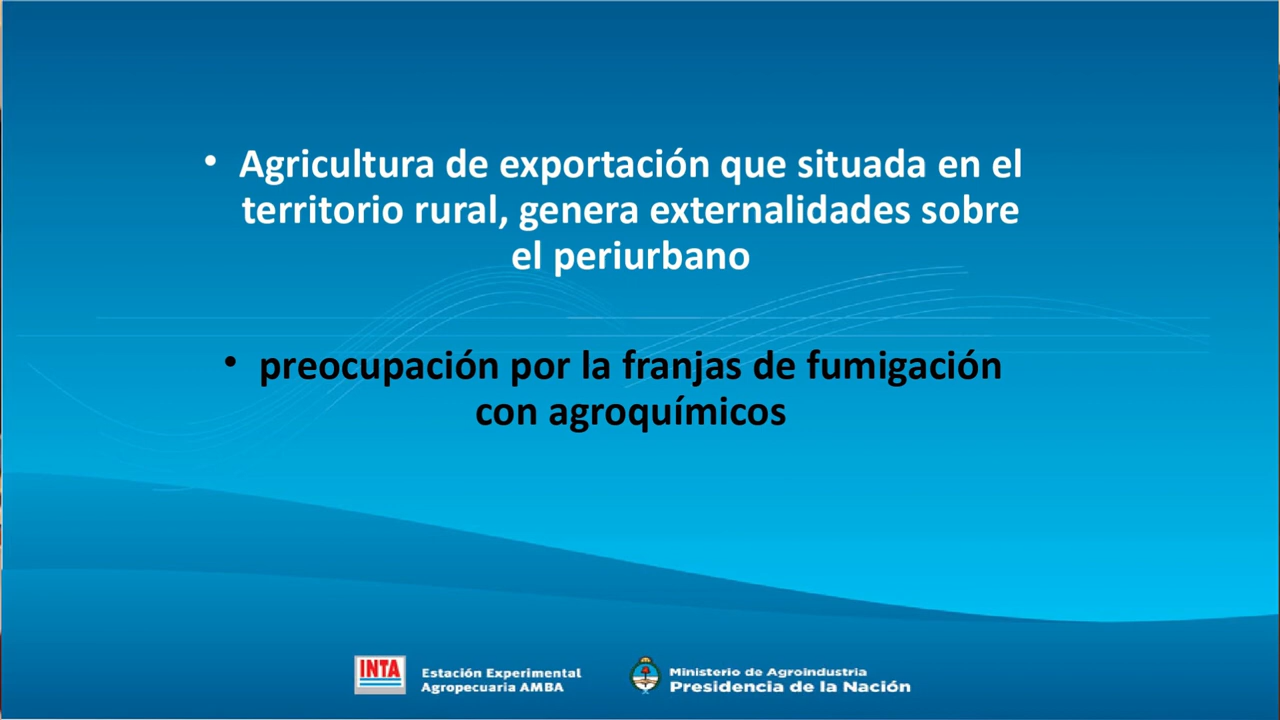 • Agricultura de exportación que situada en el
territorio rural, genera externalidades sobre
el periurbano
• preocupación por la franjas de fumigación
con agroquímicos
INTA
Estación Experimental
Agropecuaria AMBA
Ministerio de Agroindustria
Presidencia de la Nación